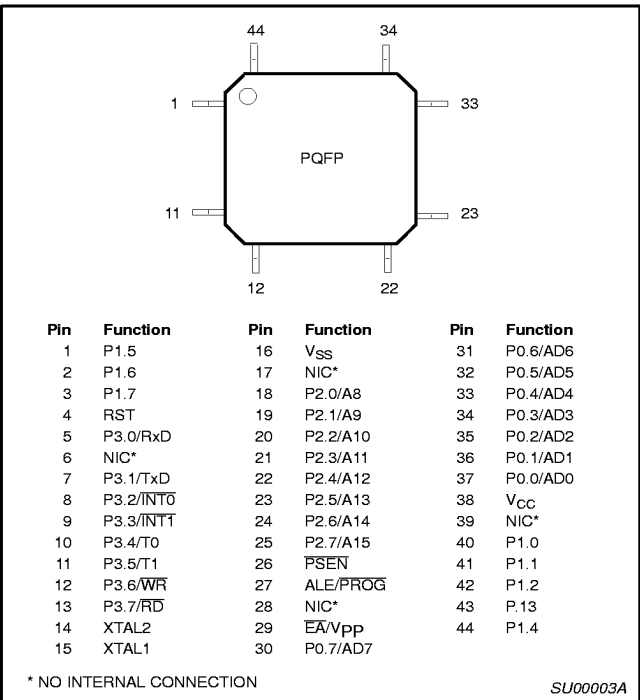 44 34
1 33
PQFP
11 23
12 22
Pin Function Pin Function Pin Function
1 P1.5 16 VSS 31 P0.6/AD6
2 P1.6 17 NIC* 32 P0.5/AD5
3 P1.7 18 P2.0/A8 33 P0.4/AD4
4 RST 19 P2.1/A9 34 P0.3/AD3
5 P3.0/RxD 20 P2.2/A10 35 P0.2/AD2
6 NIC* 21 P2.3/A11 36 P0.1/AD1
7 P3.1/TxD 22 P2.4/A12 37 P0.0/AD0
8 P3.2/INT0 23 P2.5/A13 38 VCC
9 P3.3/INT1 24 P2.6/A14 39 NIC*
10 P3.4/T0 25 P2.7/A15 40 P1.0
11 P3.5/T1 26 PSEN 41 P1.1
12 P3.6/WR 27 ALE/PROG 42 P1.2
13 P3.7/RD 28 NIC* 43 P.13
14 XTAL2 29 EA/VPP 44 P1.4
15 XTAL1 30 P0.7/AD7
* NO INTERNAL CONNECTION
SU00003A